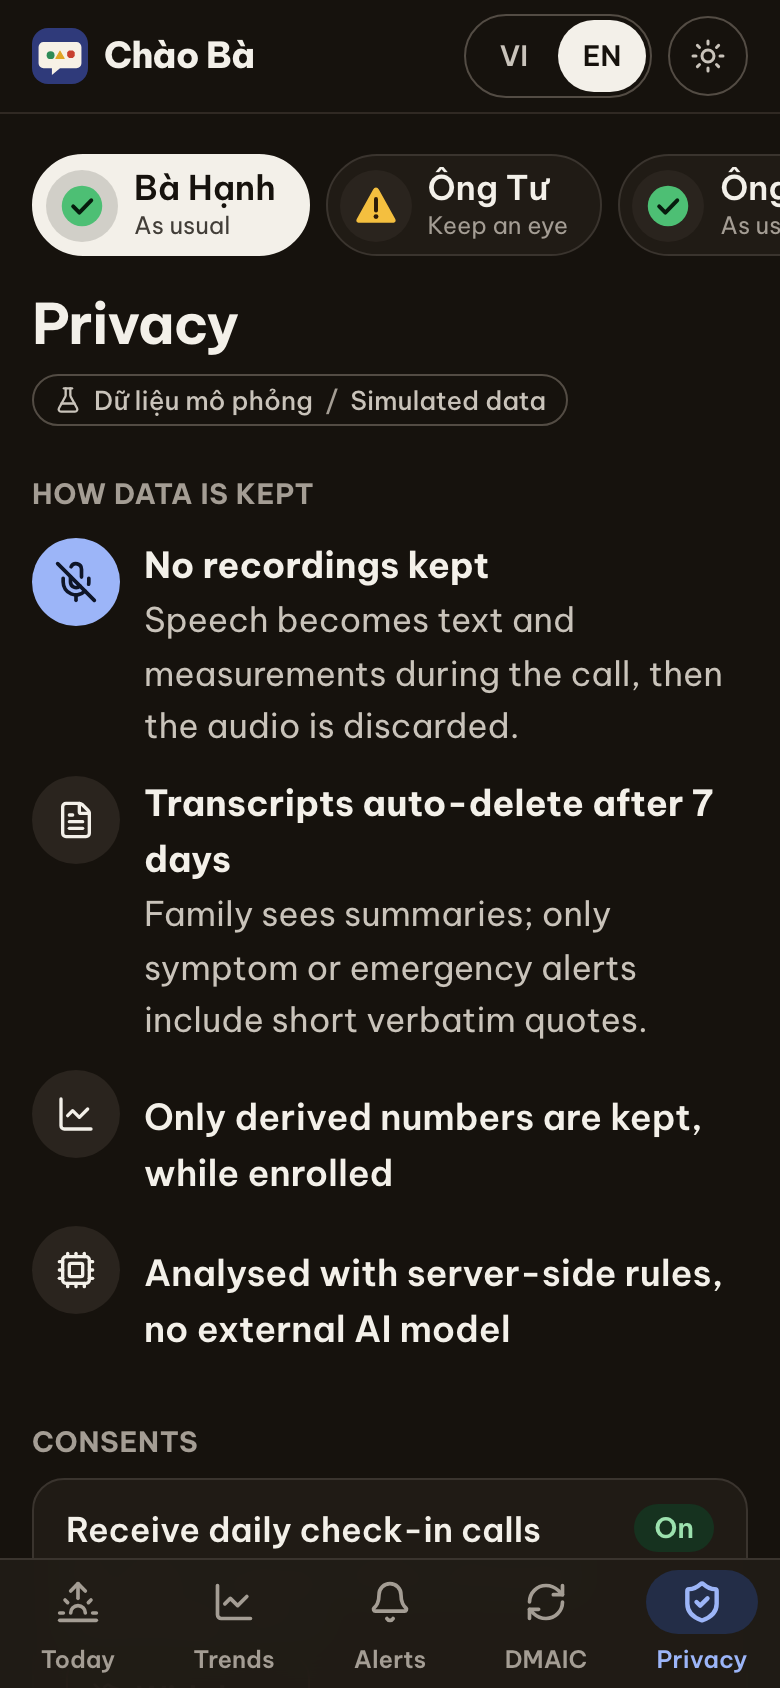 Chào Bà
VI EN
Bà Hạnh
As usual
Ông Tư
Keep an eye
Ông
As us
Privacy
Dữ liệu mô phỏng / Simulated data
HOW DATA IS KEPT
No recordings kept
Speech becomes text and
measurements during the call, then
the audio is discarded.
Transcripts auto-delete after 7
days
Family sees summaries; only
symptom or emergency alerts
include short verbatim quotes.
Only derived numbers are kept,
while enrolled
Analysed with server-side rules,
no external AI model
CONSENTS
Receive daily check-in calls On
Today Trends Alerts DMAIC Privacy